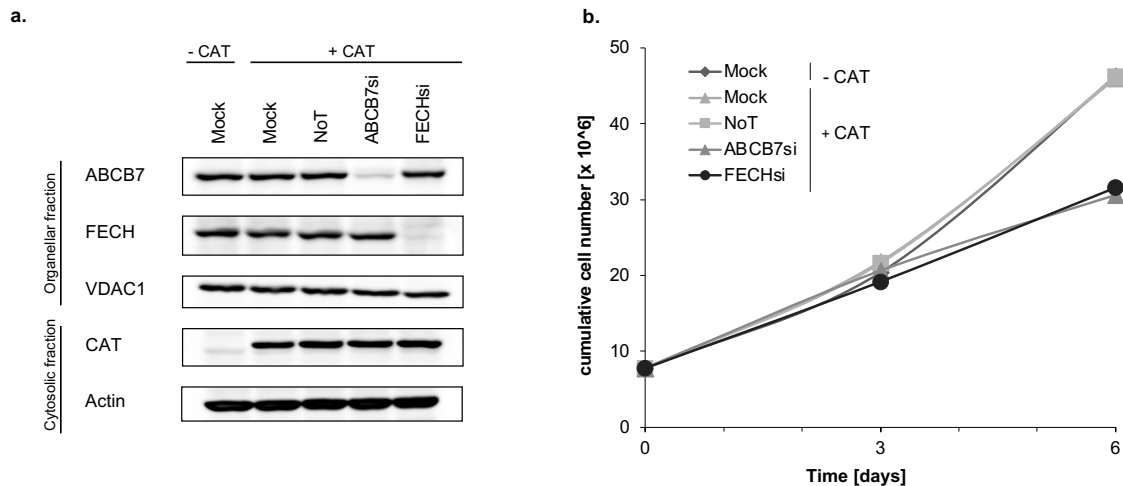 a.
- CAT
+ CAT
Mock
Mock
NoT
ABCB7si
FECHsi
Organellar fraction
ABCB7
FECH
VDAC1
Cytosolic fraction
CAT
Actin
b.
cumulative cell number [x 10^6]
50
40
30
20
10
0
0
3
6
Time [days]
Mock
- CAT
Mock
NoT
+ CAT
ABCB7si
FECHsi